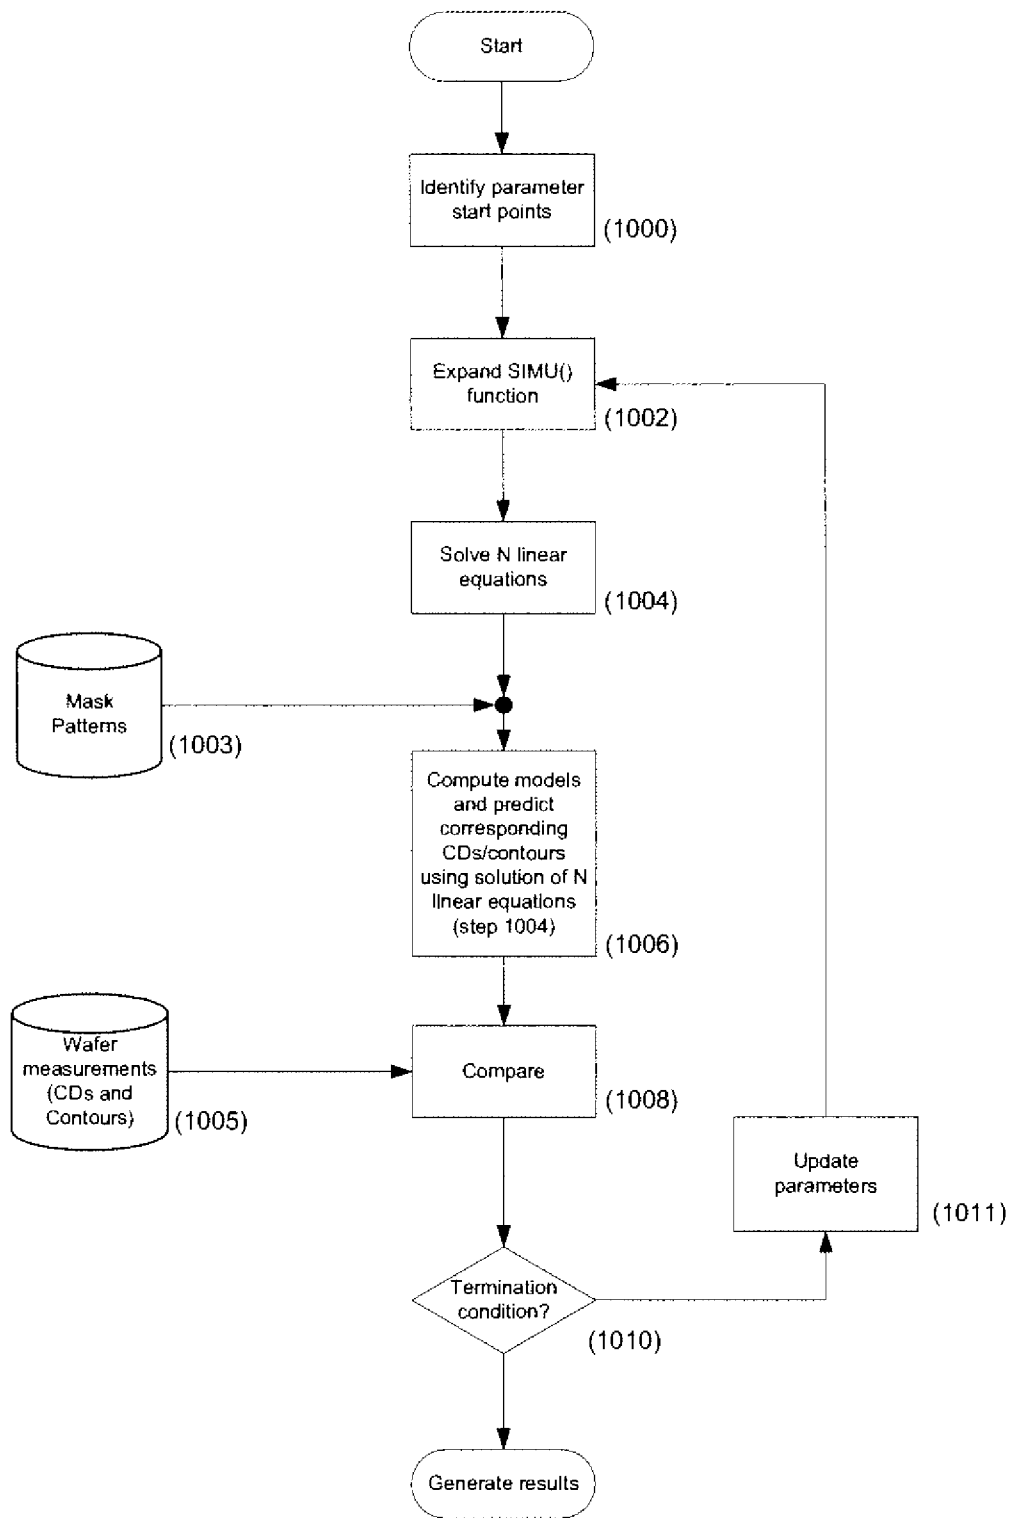 Start
Identify parameter
start points
(1000)
Expand SIMU()
function
(1002)
Solve N linear
equations
(1004)
Mask
Patterns
(1003)
Compute models
and predict
corresponding
CDs/contours
using solution of N
linear equations
(step 1004)
(1006)
Wafer
measurements
(CDs and
Contours)
(1005)
Compare
(1008)
Update
parameters
(1011)
Termination
condition?
(1010)
Generate results